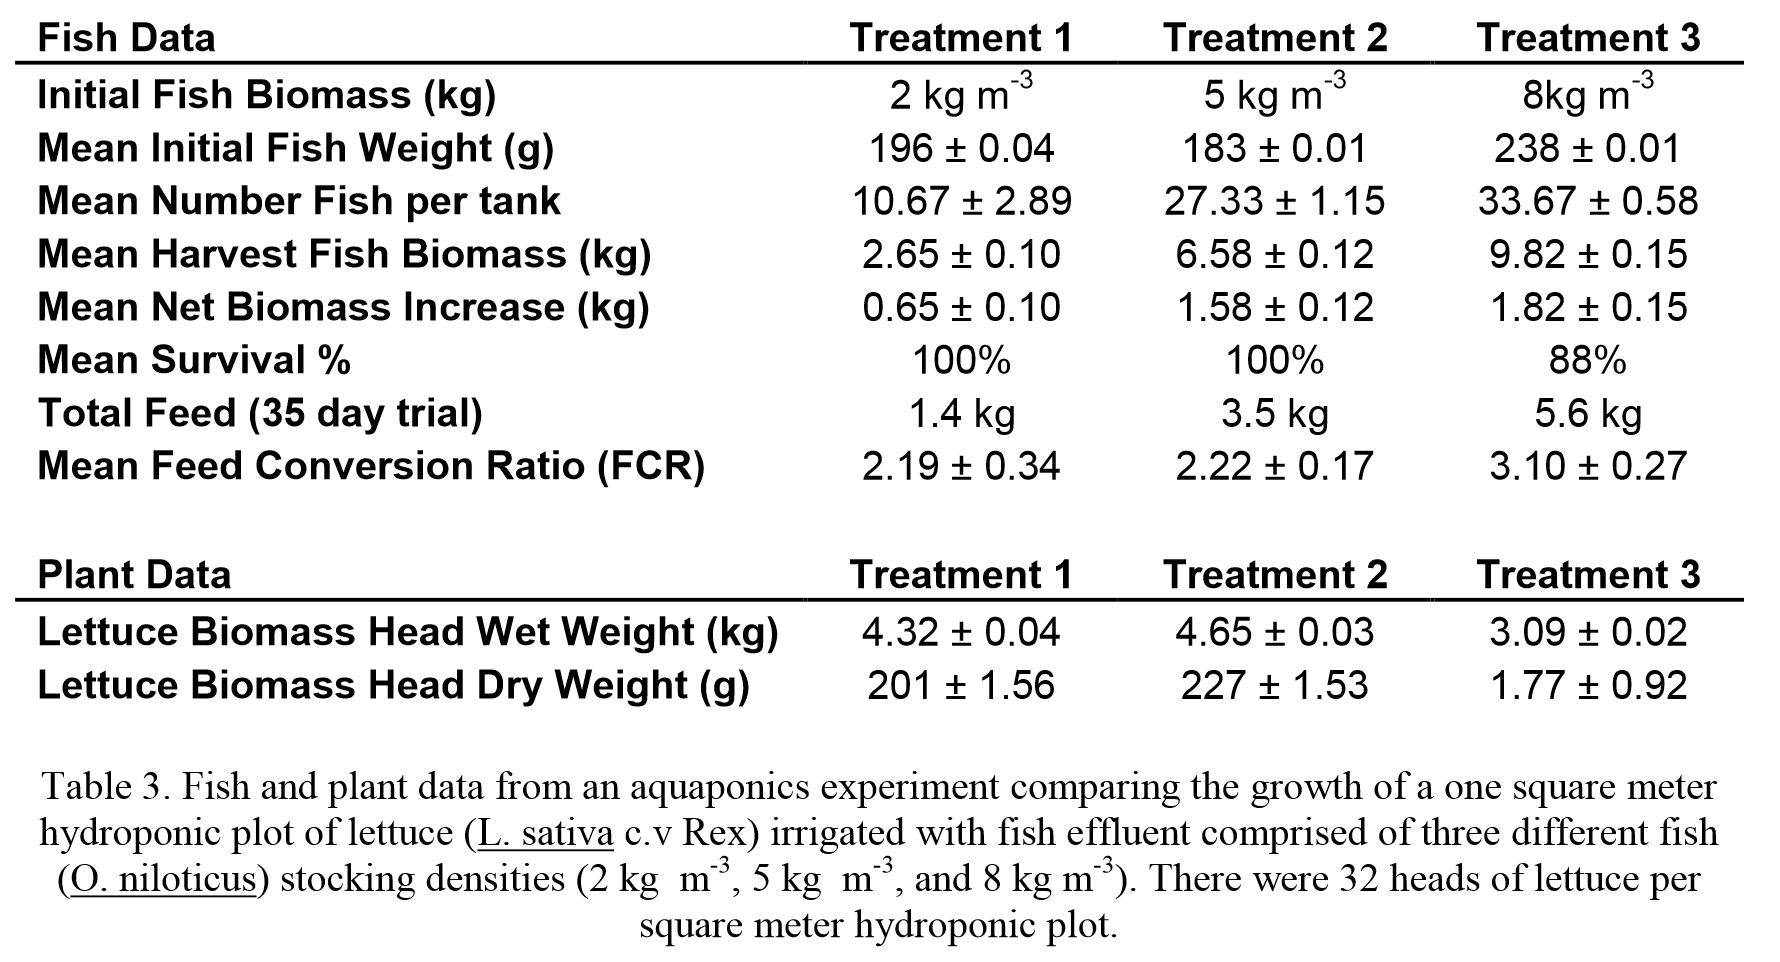 Fish Data Treatment 1 Treatment 2 Treatment 3
Initial Fish Biomass (kg) 2 kg m-3 5 kg m-3 8kg m-3
Mean Initial Fish Weight (g) 196 ± 0.04 183 ± 0.01 238 ± 0.01
Mean Number Fish per tank 10.67 ± 2.89 27.33 ± 1.15 33.67 ± 0.58
Mean Harvest Fish Biomass (kg) 2.65 ± 0.10 6.58 ± 0.12 9.82 ± 0.15
Mean Net Biomass Increase (kg) 0.65 ± 0.10 1.58 ± 0.12 1.82 ± 0.15
Mean Survival % 100% 100% 88%
Total Feed (35 day trial) 1.4 kg 3.5 kg 5.6 kg
Mean Feed Conversion Ratio (FCR) 2.19 ± 0.34 2.22 ± 0.17 3.10 ± 0.27
Plant Data Treatment 1 Treatment 2 Treatment 3
Lettuce Biomass Head Wet Weight (kg) 4.32 ± 0.04 4.65 ± 0.03 3.09 ± 0.02
Lettuce Biomass Head Dry Weight (g) 201 ± 1.56 227 ± 1.53 1.77 ± 0.92
Table 3. Fish and plant data from an aquaponics experiment comparing the growth of a one square meter
hydroponic plot of lettuce (L. sativa c.v Rex) irrigated with fish effluent comprised of three different fish
(O. niloticus) stocking densities (2 kg m-3, 5 kg m-3, and 8 kg m-3). There were 32 heads of lettuce per
square meter hydroponic plot.